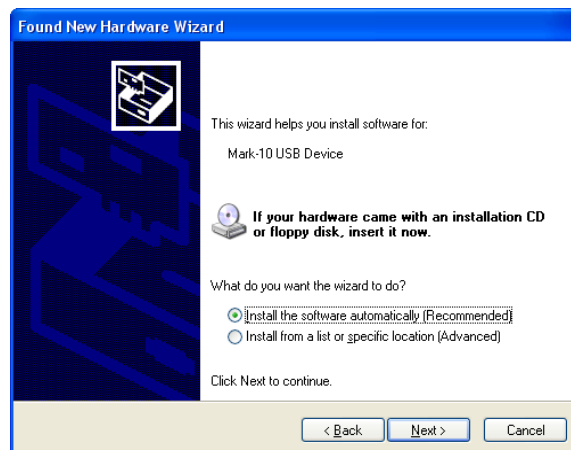 Found New Hardware Wizard
This wizard helps you install software for:
Mark-10 USB Device
If your hardware came with an installation CD
or floppy disk, insert it now.
What do you want the wizard to do?
Install the software automatically (Recommended)
Install from a list or specific location (Advanced)
Click Next to continue.
< Back
Next >
Cancel